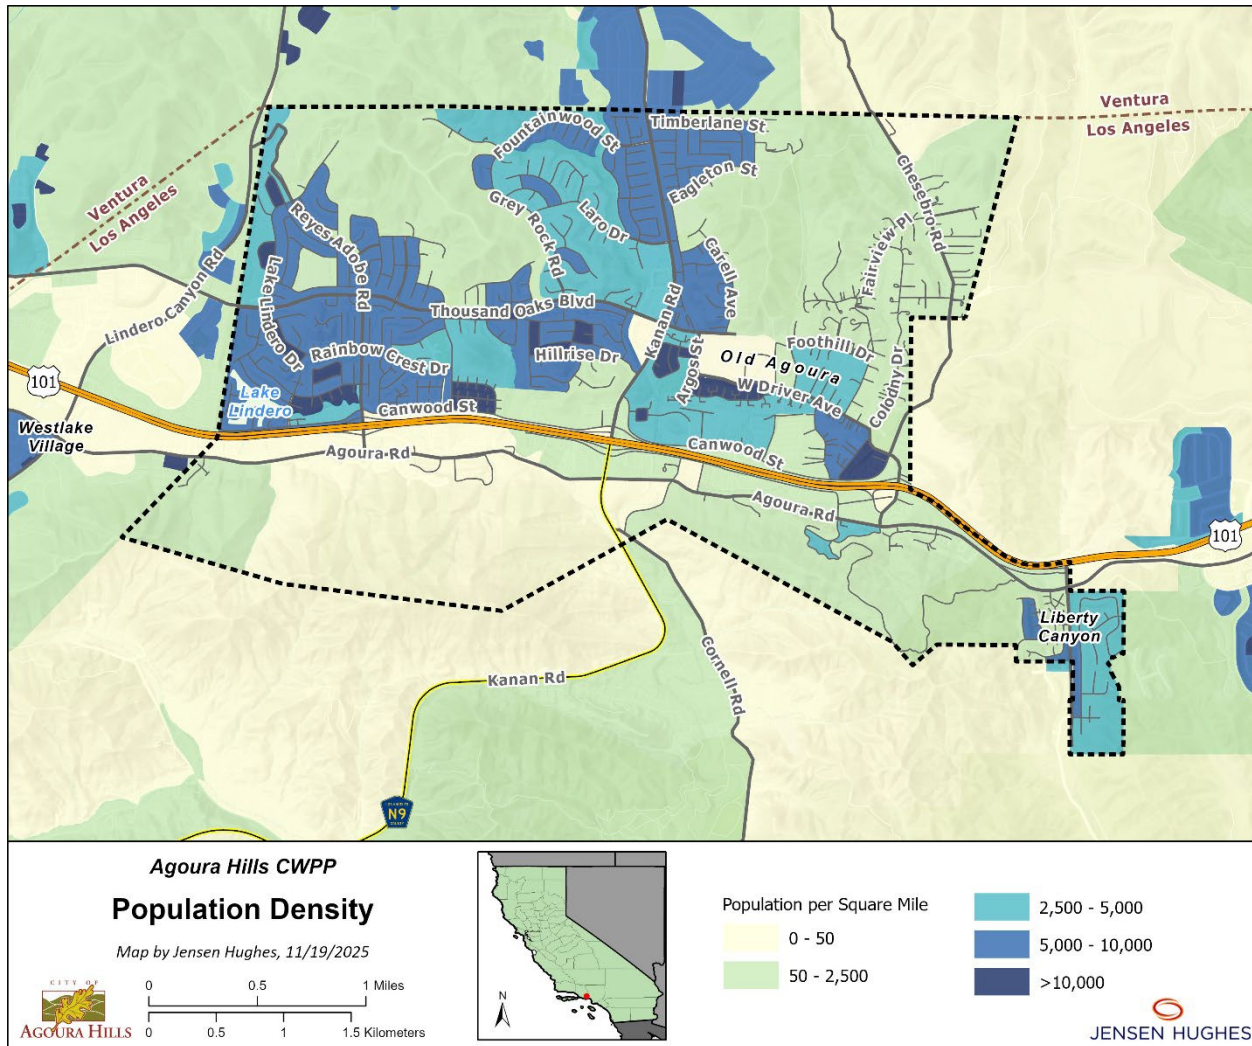 Ventura
Los Angeles
Timberlane St
Fountainwood St
Eagleton St
Chesebro Rd
Ventura
Los Angeles
Grey Rock Rd
Laro Dr
Fairview Pl
Reyes Adobe Rd
Carell Ave
Lindero Canyon Rd
Lake Lindero Dr
Thousand Oaks Blvd
Kanan Rd
Rainbow Crest Dr
Hillrise Dr
Argos St
Old Agoura
Foothill Dr
101
W Driver Ave
Colodny Dr
Lake
Lindero
Canwood St
Westlake
Village
Agoura Rd
Canwood St
Agoura Rd
101
Liberty
Canyon
Cornell Rd
Kanan Rd
N9
Agoura Hills CWPP
Population Density
Map by Jensen Hughes, 11/19/2025
CITY OF
AGOURA HILLS
0 0.5 1 Miles
0 0.5 1 1.5 Kilometers
N
Population per Square Mile
0 - 50
50 - 2,500
2,500 - 5,000
5,000 - 10,000
>10,000
JENSEN HUGHES